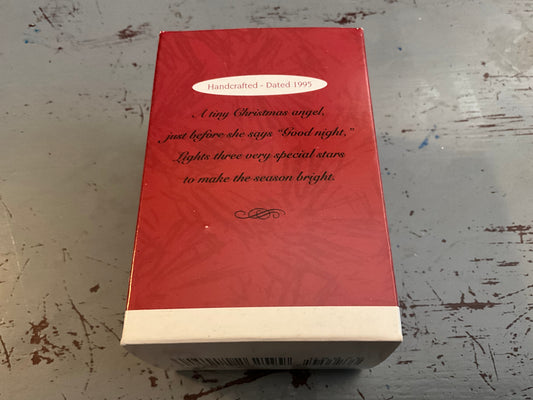 Handcrafted - Dated 1995
A tiny Christmas angel,
just before she says "Good night,"
Lights three very special stars
to make the season bright.